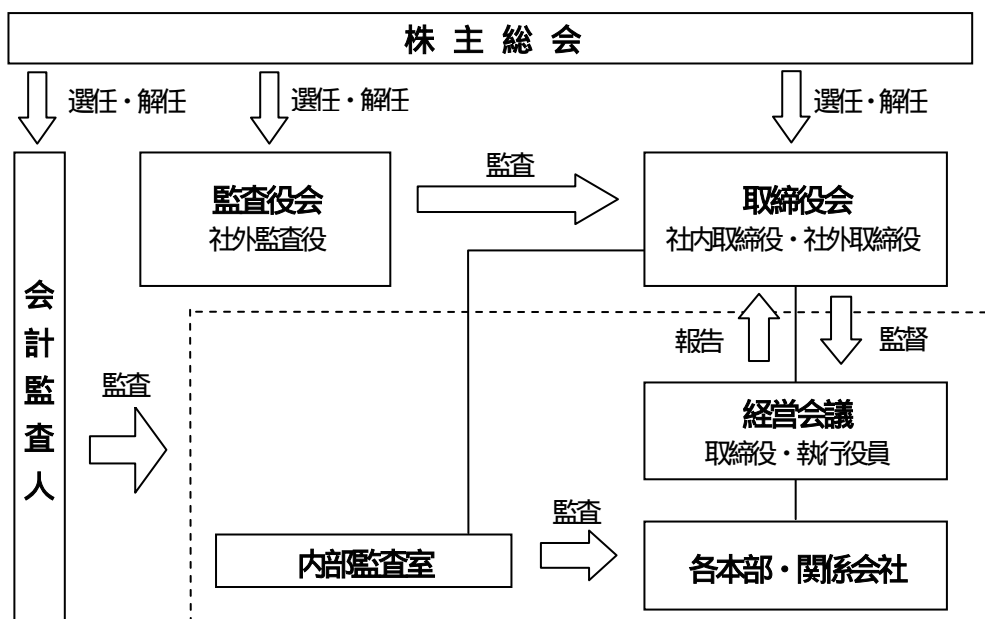 株主総会
選任・解任
選任・解任
選任・解任
監査役会
社外監査役
監査
取締役会
社内取締役・社外取締役
会計監査人
監査
報告
監督
経営会議
取締役・執行役員
内部監査室
監査
各本部・関係会社